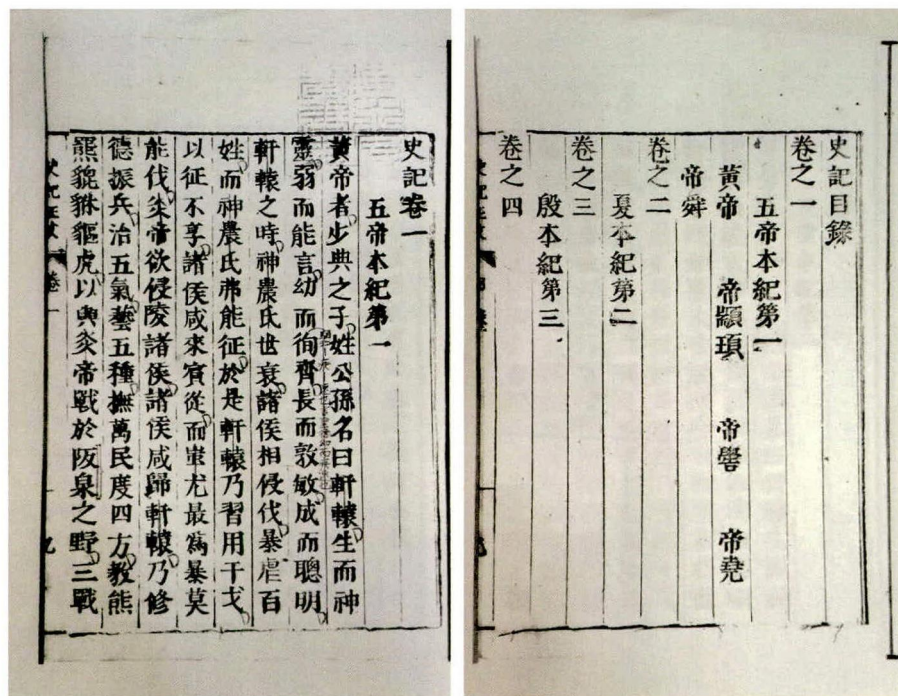 史記目錄
卷之一
五帝本紀第一
黃帝 帝顓頊 帝嚳 帝堯
帝舜
卷之二
夏本紀第二
卷之三
殷本紀第三
卷之四
史記卷一
五帝本紀第一
黃帝者少典之子姓公孫名曰軒轅生而神
靈弱而能言幼而徇齊長而敦敏成而聰明
軒轅之時神農氏世衰諸侯相侵伐暴虐百
姓而神農氏弗能征於是軒轅乃習用干戈
以征不享諸侯咸來賓從而蚩尤最爲暴莫
能伐炎帝欲侵陵諸侯諸侯咸歸軒轅乃修
德振兵治五氣藝五種撫萬民度四方教熊
羆貔貅貙虎以與炎帝戰於阪泉之野三戰
史記正文 卷一